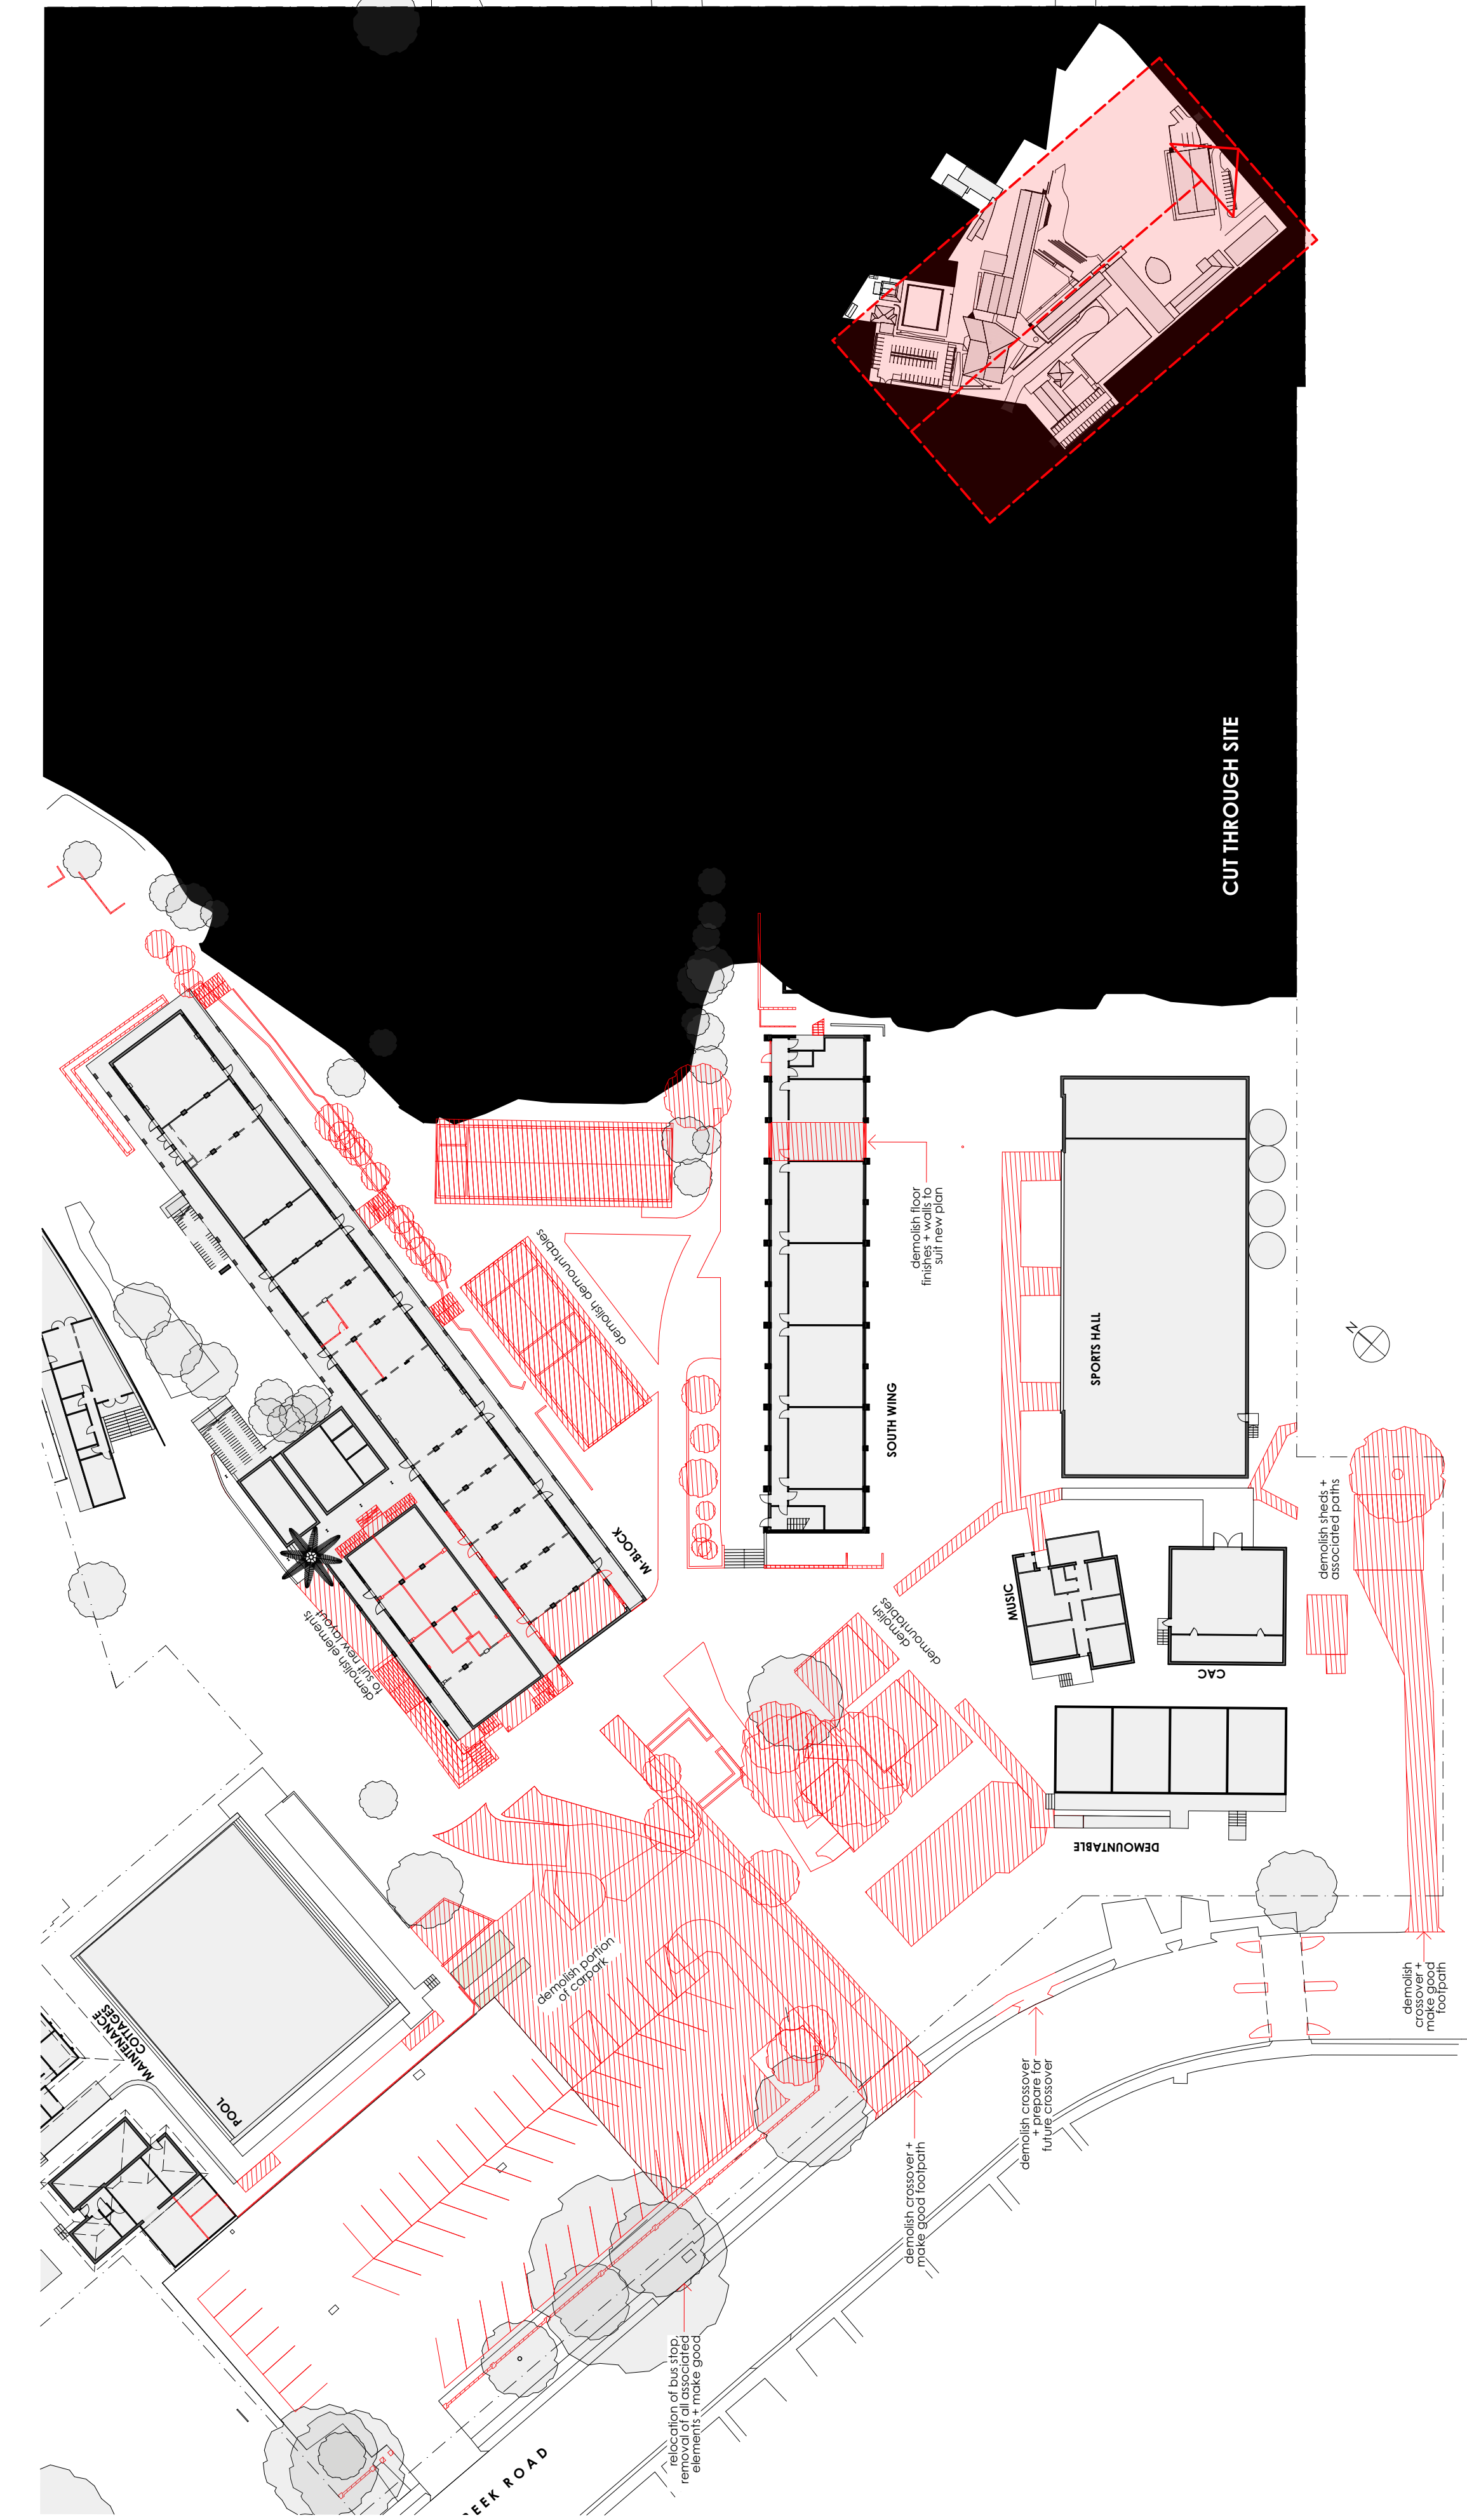 CUT THROUGH SITE
demolish demountables
demolish floor
finishes + walls to
suit new plan
SOUTH WING
SPORTS HALL
N
M-BLOCK
demolish elements
to suit new layout
demolish
demountables
MUSIC
CAC
demolish sheds +
associated paths
DEMOUNTABLE
demolish portion
of carpark
MAINTENANCE
COTTAGES
POOL
demolish
crossover +
make good
footpath
demolish crossover
+ prepare for
future crossover
demolish crossover +
make good footpath
relocation of bus stop,
removal of all associated
elements + make good
ROAD